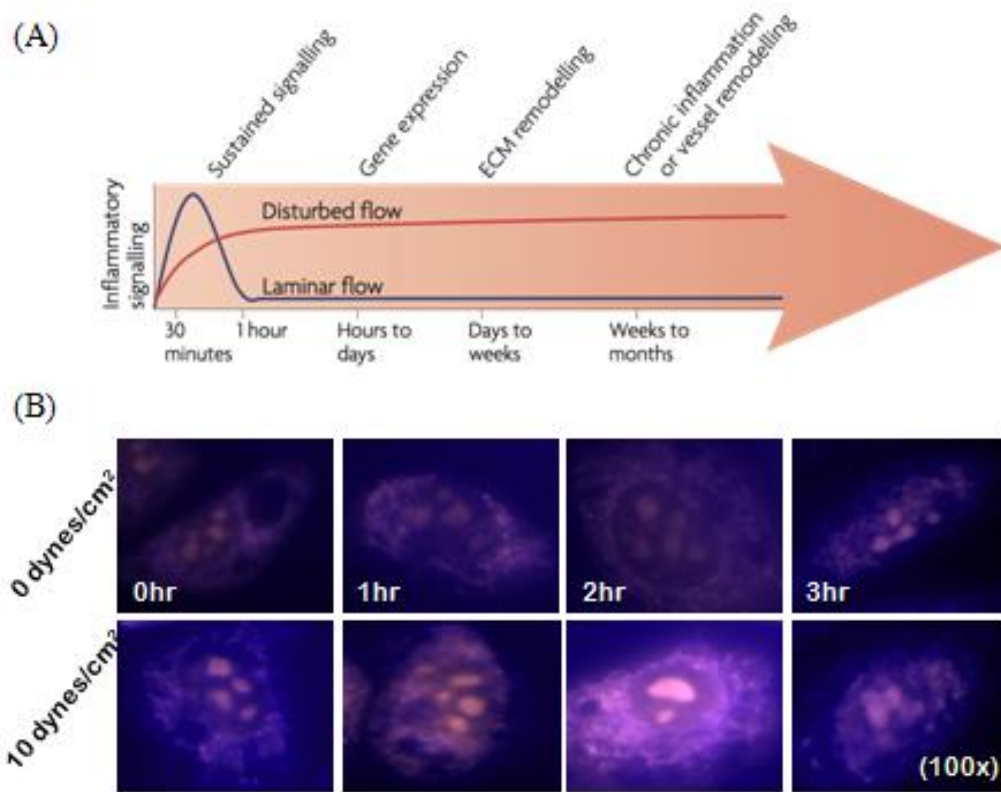 (A)
Sustained signalling
Gene expression
ECM remodelling
Chronic inflammation
or vessel remodelling
Inflammatory
signalling
Disturbed flow
Laminar flow
30
minutes
1 hour
Hours to
days
Days to
weeks
Weeks to
months
(B)
0 dynes/cm²
0hr
1hr
2hr
3hr
10 dynes/cm²
(100x)